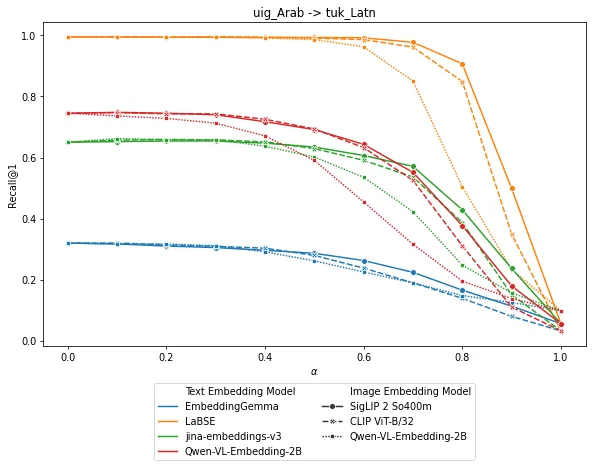 uig_Arab -> tuk_Latn
1.0
0.8
0.6
0.4
0.2
0.0
Recall@1
0.0 0.2 0.4 0.6 0.8 1.0
α
Text Embedding Model Image Embedding Model
EmbeddingGemma SigLIP 2 So400m
LaBSE CLIP ViT-B/32
jina-embeddings-v3 Qwen-VL-Embedding-2B
Qwen-VL-Embedding-2B